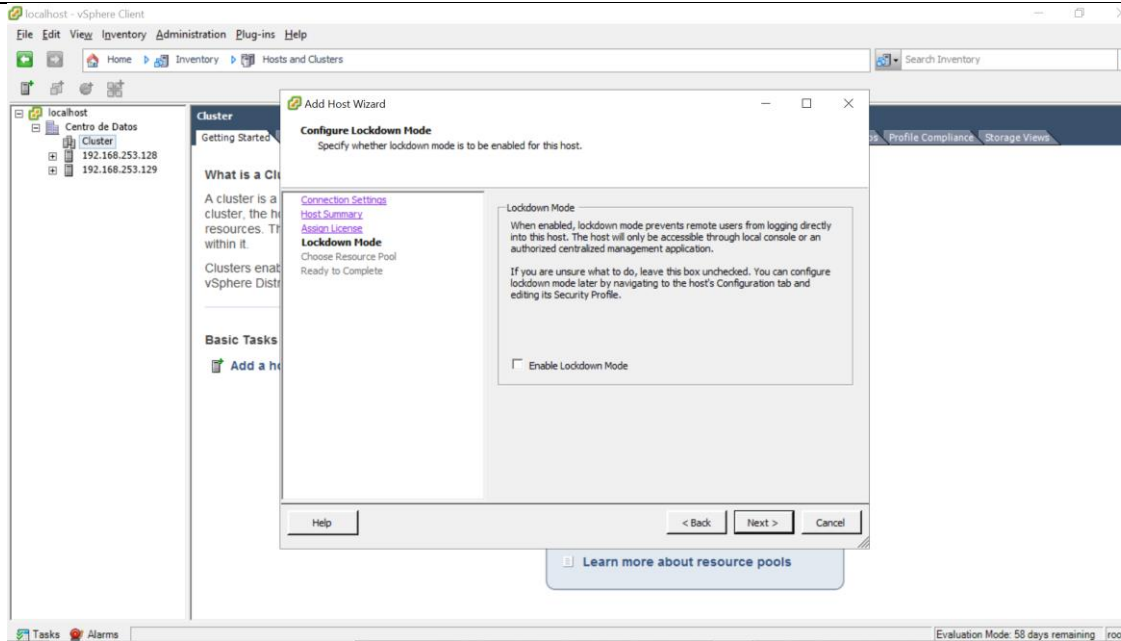 localhost - vSphere Client
File Edit View Inventory Administration Plug-ins Help
Home Inventory Hosts and Clusters
Search Inventory
localhost
Centro de Datos
Cluster
192.168.253.128
192.168.253.129
Cluster
Getting Started
Profile Compliance Storage Views
What is a Clu
A cluster is a
cluster, the ho
resources. Th
within it.
Clusters enab
vSphere Distr
Basic Tasks
Add a ho
Add Host Wizard
Configure Lockdown Mode
Specify whether lockdown mode is to be enabled for this host.
Connection Settings
Host Summary
Assign License
Lockdown Mode
Choose Resource Pool
Ready to Complete
Lockdown Mode
When enabled, lockdown mode prevents remote users from logging directly
into this host. The host will only be accessible through local console or an
authorized centralized management application.
If you are unsure what to do, leave this box unchecked. You can configure
lockdown mode later by navigating to the host's Configuration tab and
editing its Security Profile.
Enable Lockdown Mode
Help
< Back Next > Cancel
Learn more about resource pools
Tasks Alarms
Evaluation Mode: 58 days remaining roo